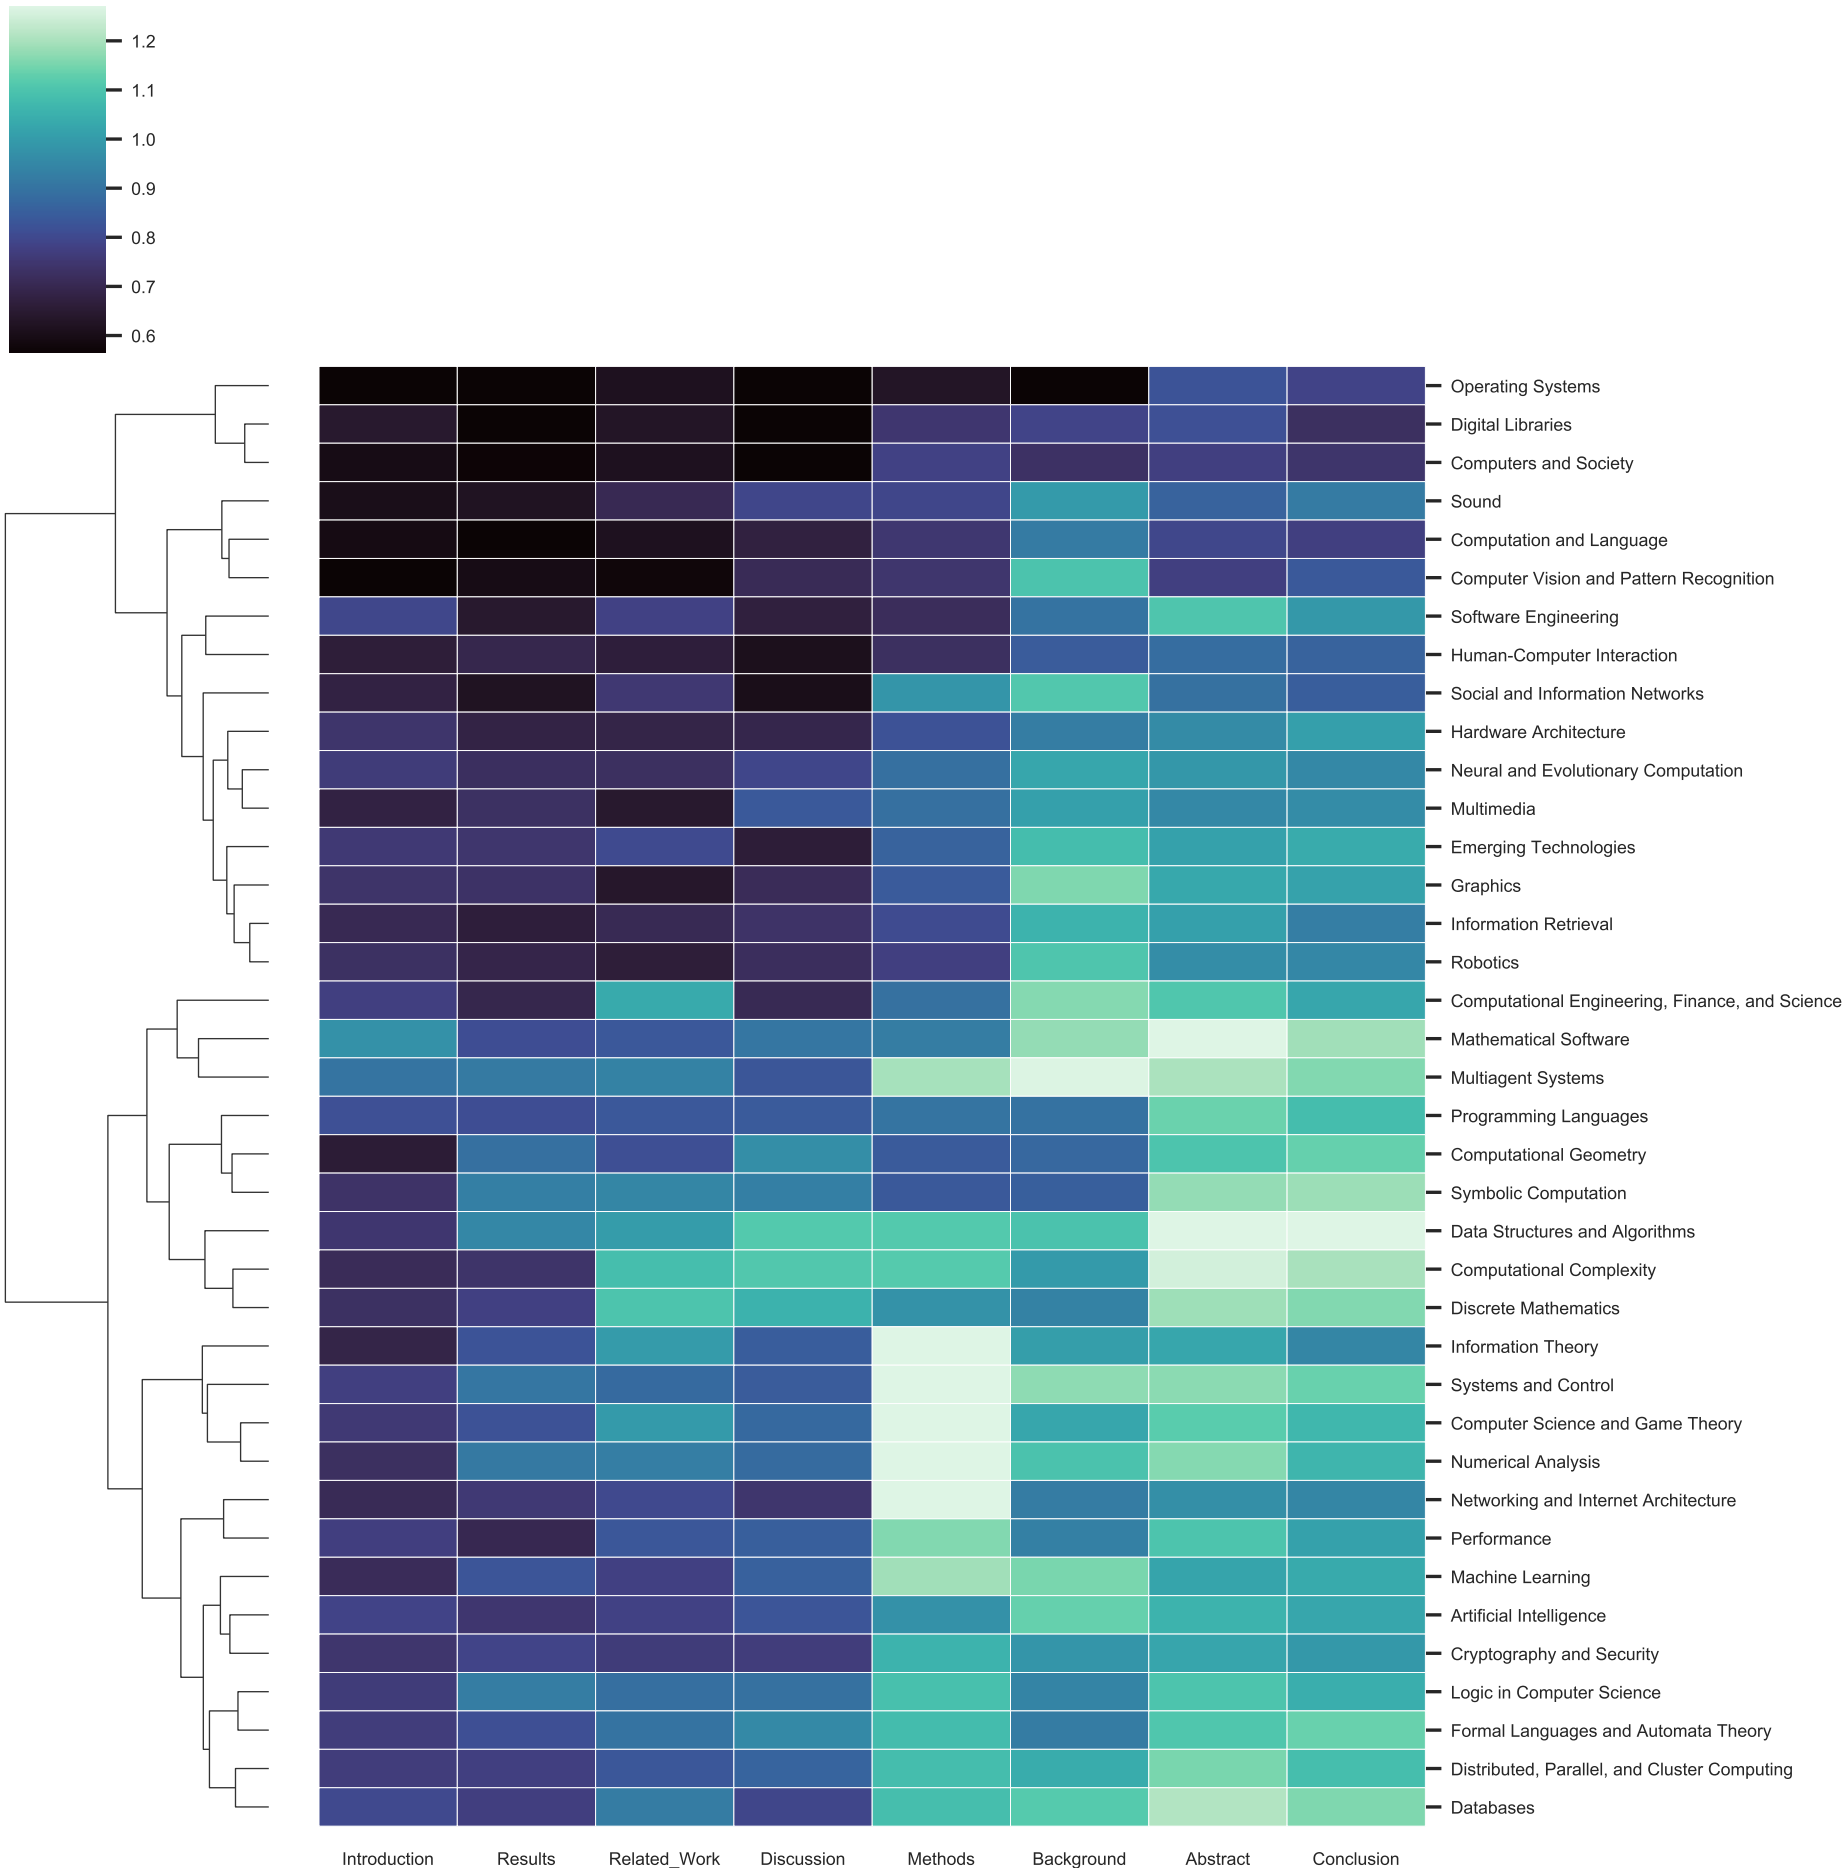 1.2
1.1
1.0
0.9
0.8
0.7
0.6
Operating Systems
Digital Libraries
Computers and Society
Sound
Computation and Language
Computer Vision and Pattern Recognition
Software Engineering
Human-Computer Interaction
Social and Information Networks
Hardware Architecture
Neural and Evolutionary Computation
Multimedia
Emerging Technologies
Graphics
Information Retrieval
Robotics
Computational Engineering, Finance, and Science
Mathematical Software
Multiagent Systems
Programming Languages
Computational Geometry
Symbolic Computation
Data Structures and Algorithms
Computational Complexity
Discrete Mathematics
Information Theory
Systems and Control
Computer Science and Game Theory
Numerical Analysis
Networking and Internet Architecture
Performance
Machine Learning
Artificial Intelligence
Cryptography and Security
Logic in Computer Science
Formal Languages and Automata Theory
Distributed, Parallel, and Cluster Computing
Databases
Introduction Results Related_Work Discussion Methods Background Abstract Conclusion